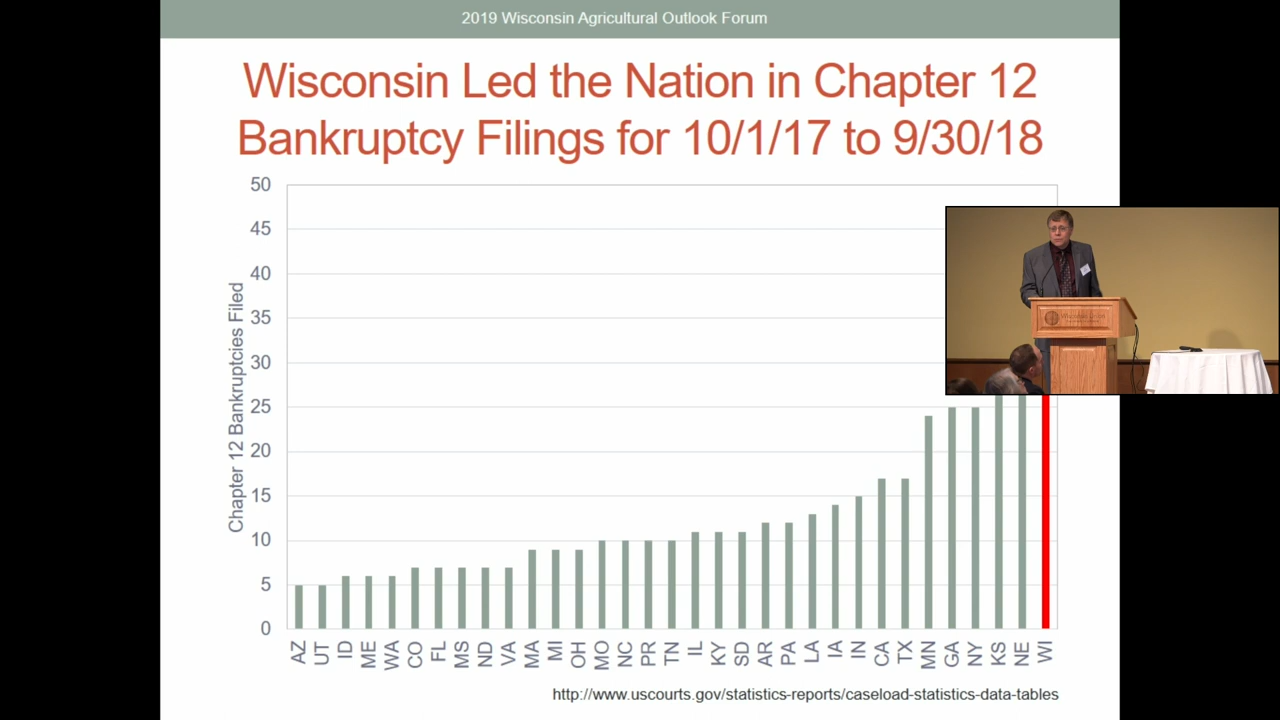 2019 Wisconsin Agricultural Outlook Forum
Wisconsin Led the Nation in Chapter 12
Bankruptcy Filings for 10/1/17 to 9/30/18
Chapter 12 Bankruptcies Filed
50
45
40
35
30
25
20
15
10
5
0
AZ UT ID ME WA CO FL MS ND VA MA MI OH MO NC PR TN IL KY SD AR PA LA IA IN CA TX MN GA NY KS NE WI
http://www.uscourts.gov/statistics-reports/caseload-statistics-data-tables
Wisconsin Union